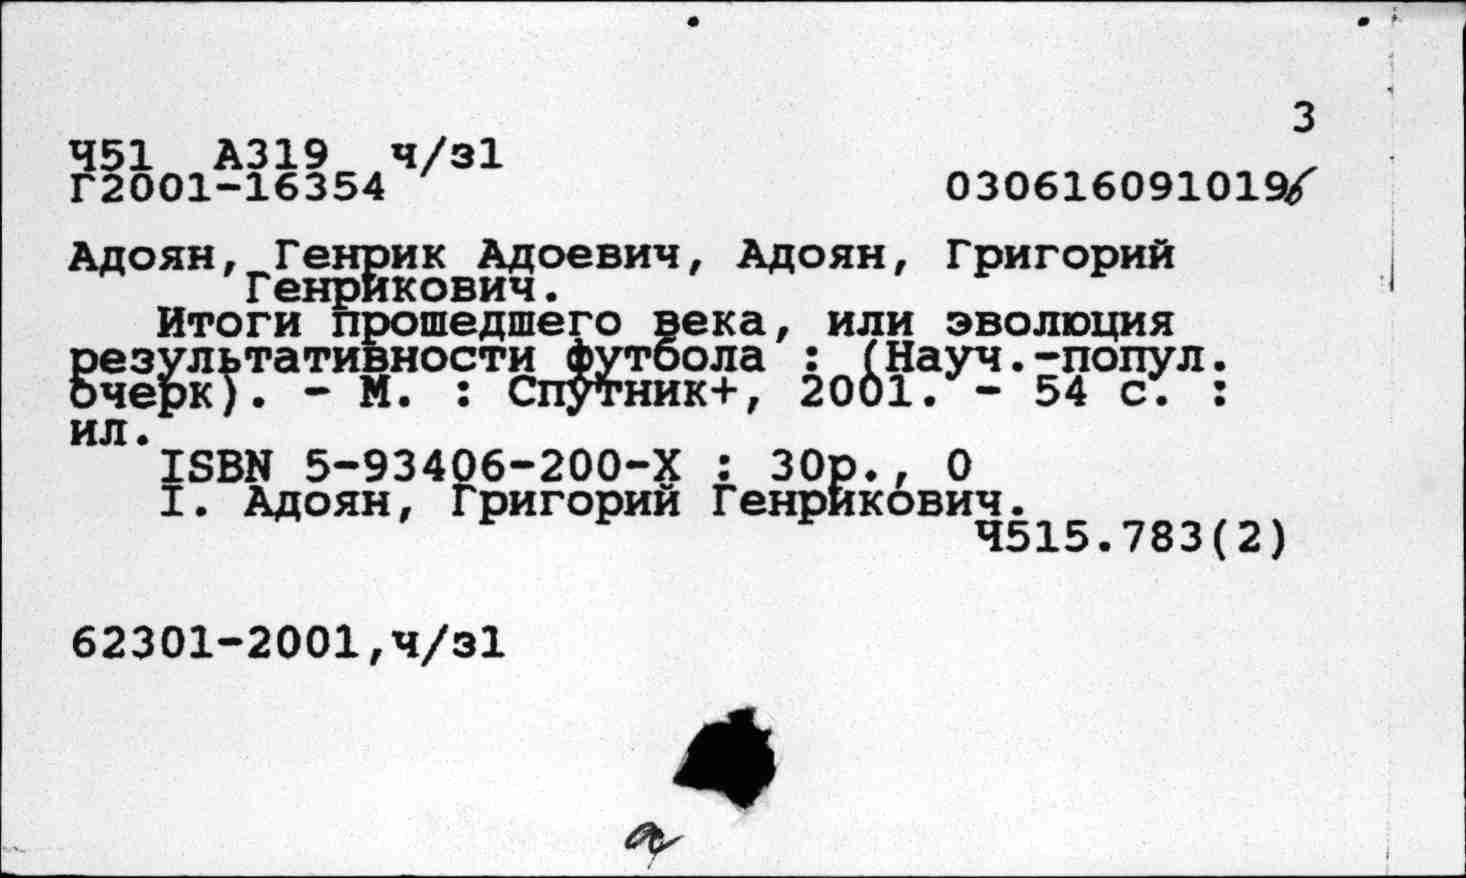 3
Ч51 А319 ч/з1
Г2001-16354 030616091019
Адоян, Генрик Адоевич, Адоян, Григорий
Генрикович.
Итоги прошедшего века, или эволюция
результативности футбола : (Науч.-попул.
очерк). - М. : Спутник+, 2001. - 54 с. :
ил.
ISBN 5-93406-200-X : 30р., 0
I. Адоян, Григорий Генрикович.
Ч515.783(2)
62301-2001,ч/з1